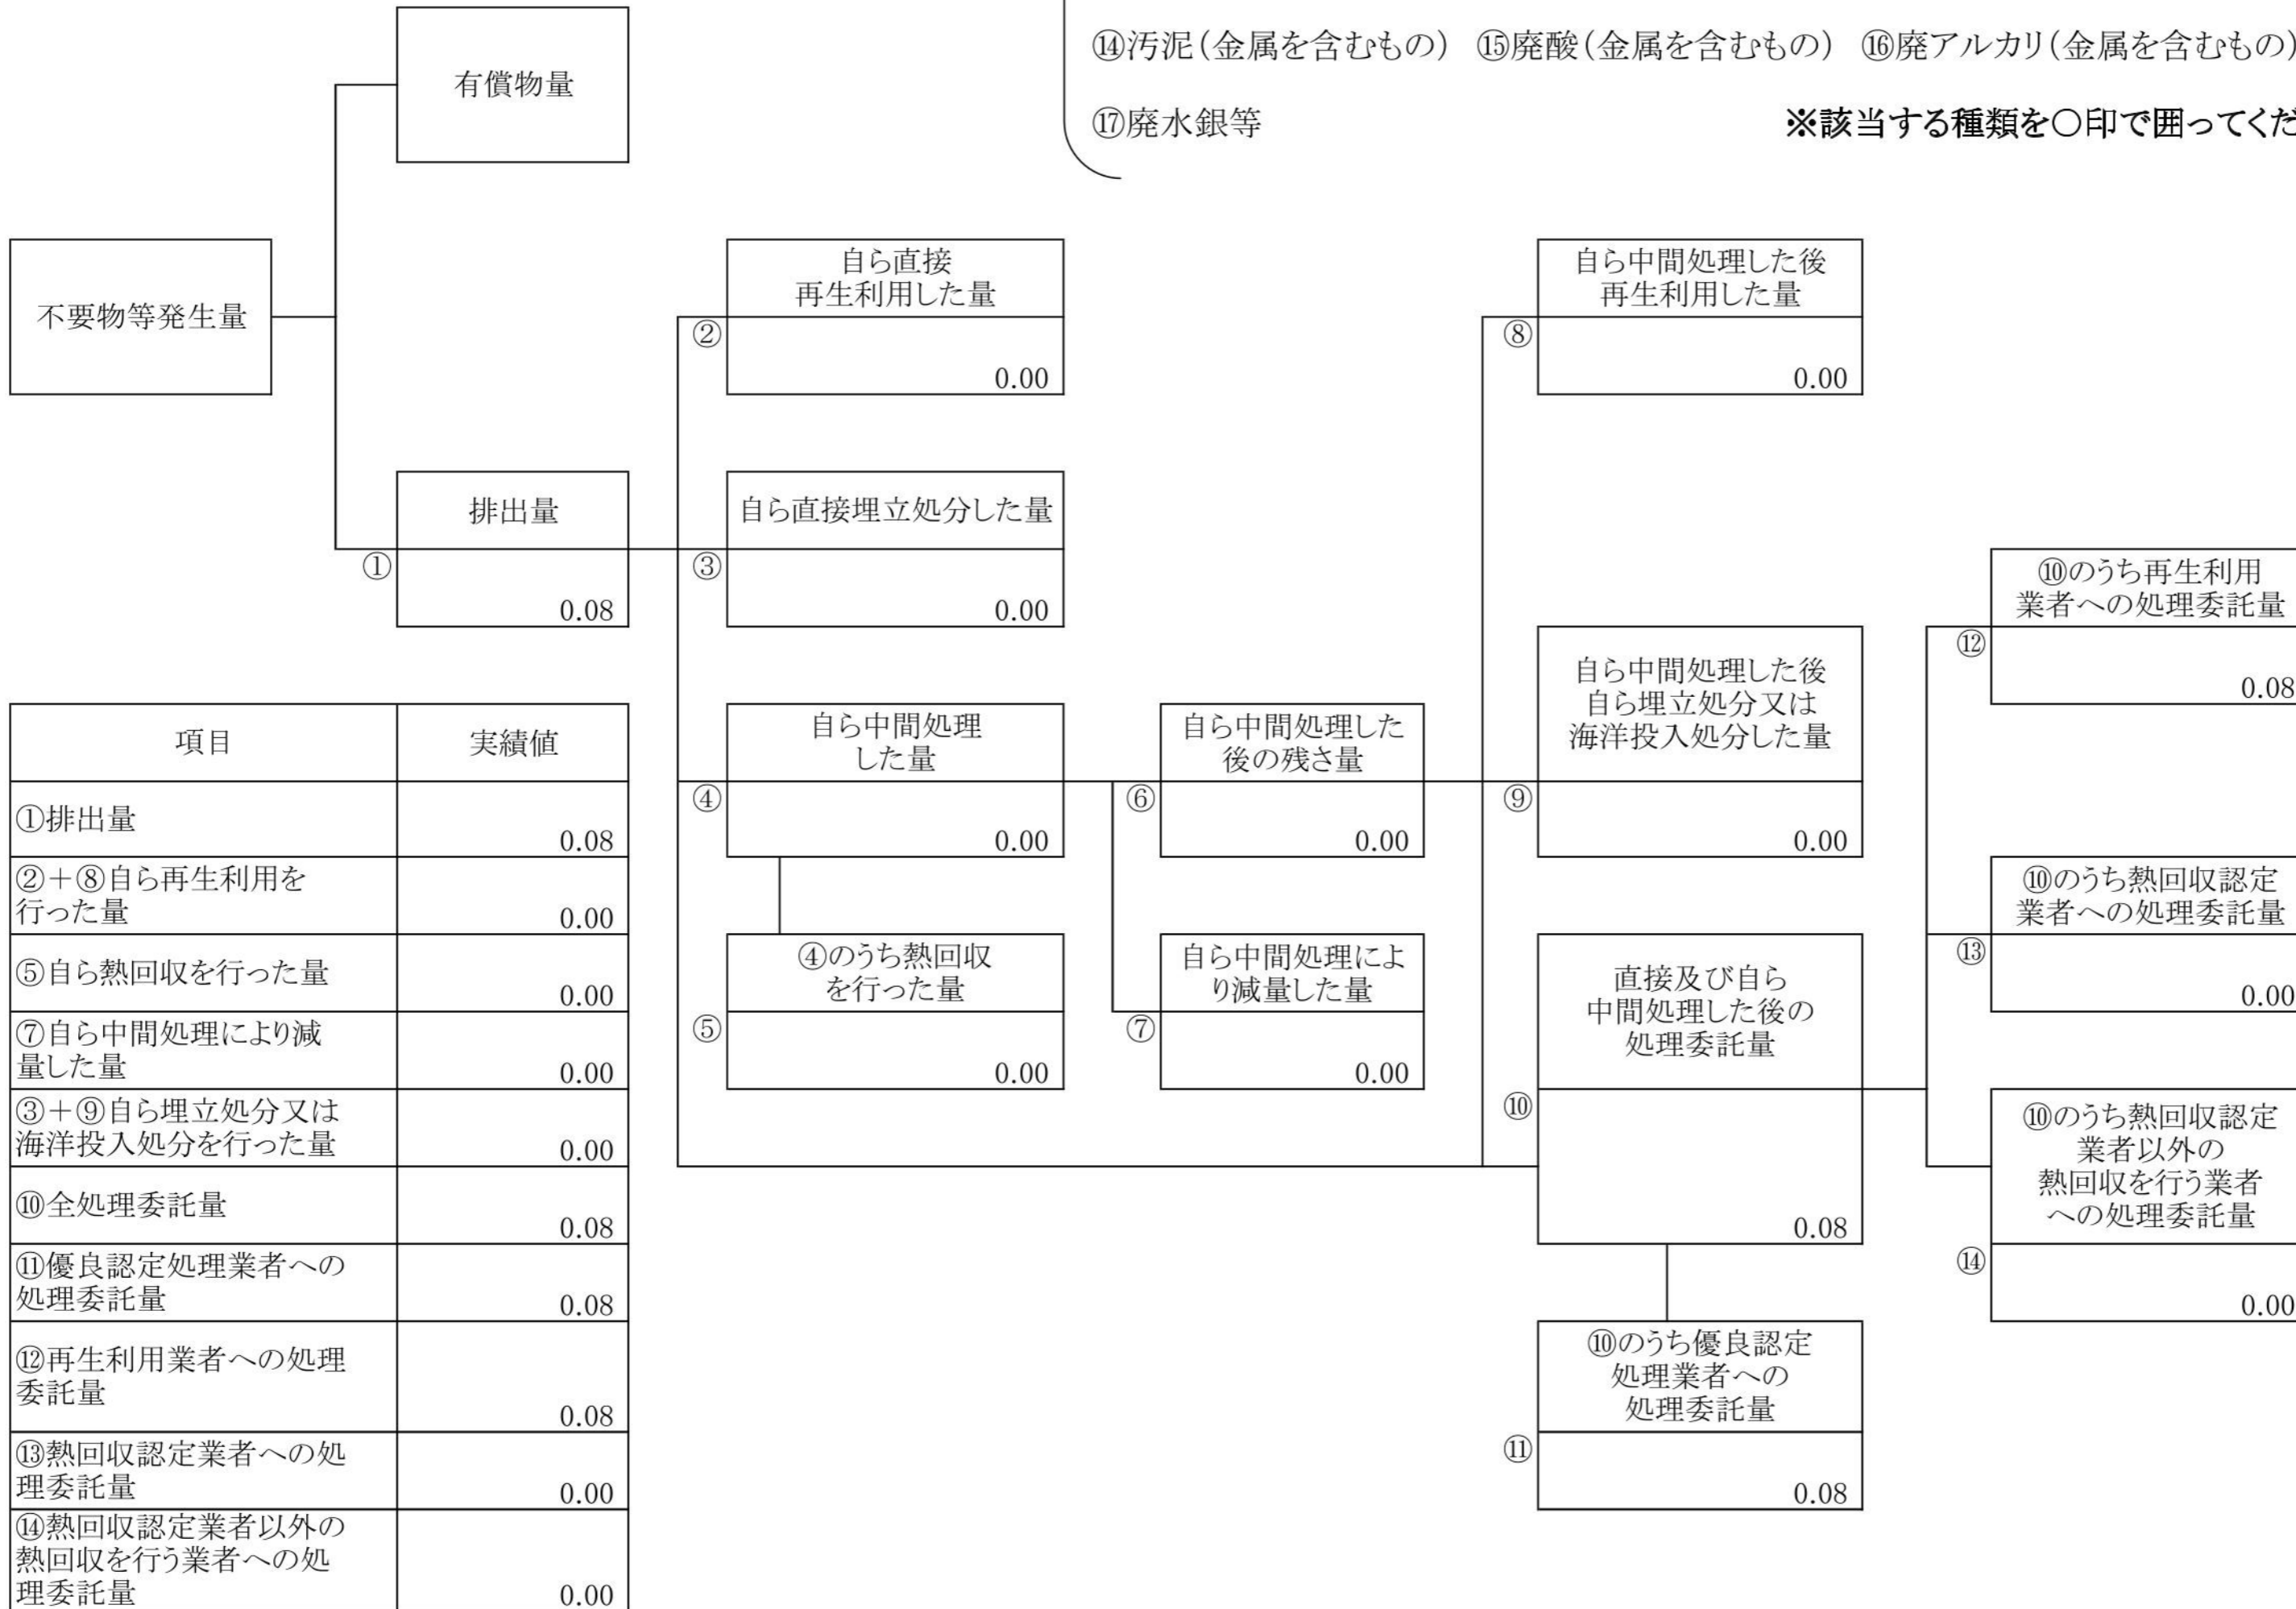 有償物量
⑭汚泥（金属を含むもの） ⑮廃酸（金属を含むもの） ⑯廃アルカリ（金属を含むもの）
⑰廃水銀等
※該当する種類を○印で囲ってくだ
不要物等発生量
自ら直接
再生利用した量
②
0.00
自ら中間処理した後
再生利用した量
⑧
0.00
排出量
①
0.08
自ら直接埋立処分した量
③
0.00
⑩のうち再生利用
業者への処理委託量
⑫
0.08
自ら中間処理
した量
④
0.00
自ら中間処理した
後の残さ量
⑥
0.00
自ら中間処理した後
自ら埋立処分又は
海洋投入処分した量
⑨
0.00
⑩のうち熱回収認定
業者への処理委託量
⑬
0.00
④のうち熱回収
を行った量
⑤
0.00
自ら中間処理によ
り減量した量
⑦
0.00
直接及び自ら
中間処理した後の
処理委託量
⑩
0.08
⑩のうち熱回収認定
業者以外の
熱回収を行う業者
への処理委託量
⑭
0.00
⑩のうち優良認定
処理業者への
処理委託量
⑪
0.08
項目 実績値
①排出量
0.08
②＋⑧自ら再生利用を
行った量
0.00
⑤自ら熱回収を行った量
0.00
⑦自ら中間処理により減
量した量
0.00
③＋⑨自ら埋立処分又は
海洋投入処分を行った量
0.00
⑩全処理委託量
0.08
⑪優良認定処理業者への
処理委託量
0.08
⑫再生利用業者への処理
委託量
0.08
⑬熱回収認定業者への処
理委託量
0.00
⑭熱回収認定業者以外の
熱回収を行う業者への処
理委託量
0.00